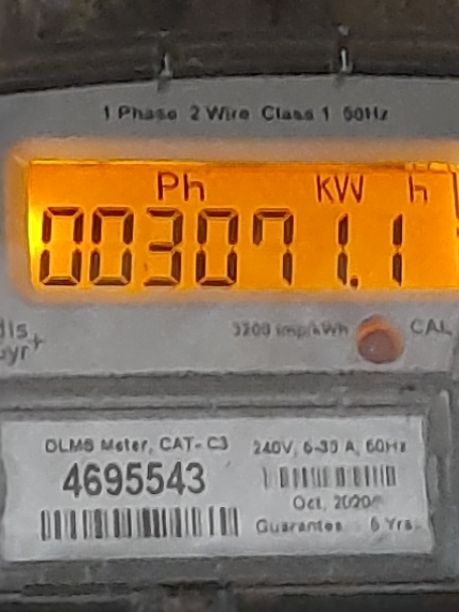 1 Phase 2 Wire Class 1 50Hz
Ph KW h
003071.1
3200 imp/kWh CAL
DLMS Meter, CAT- C3
4695543
240V, 5-30 A, 50Hz
Oct, 2020
Guarantee 5 Yrs